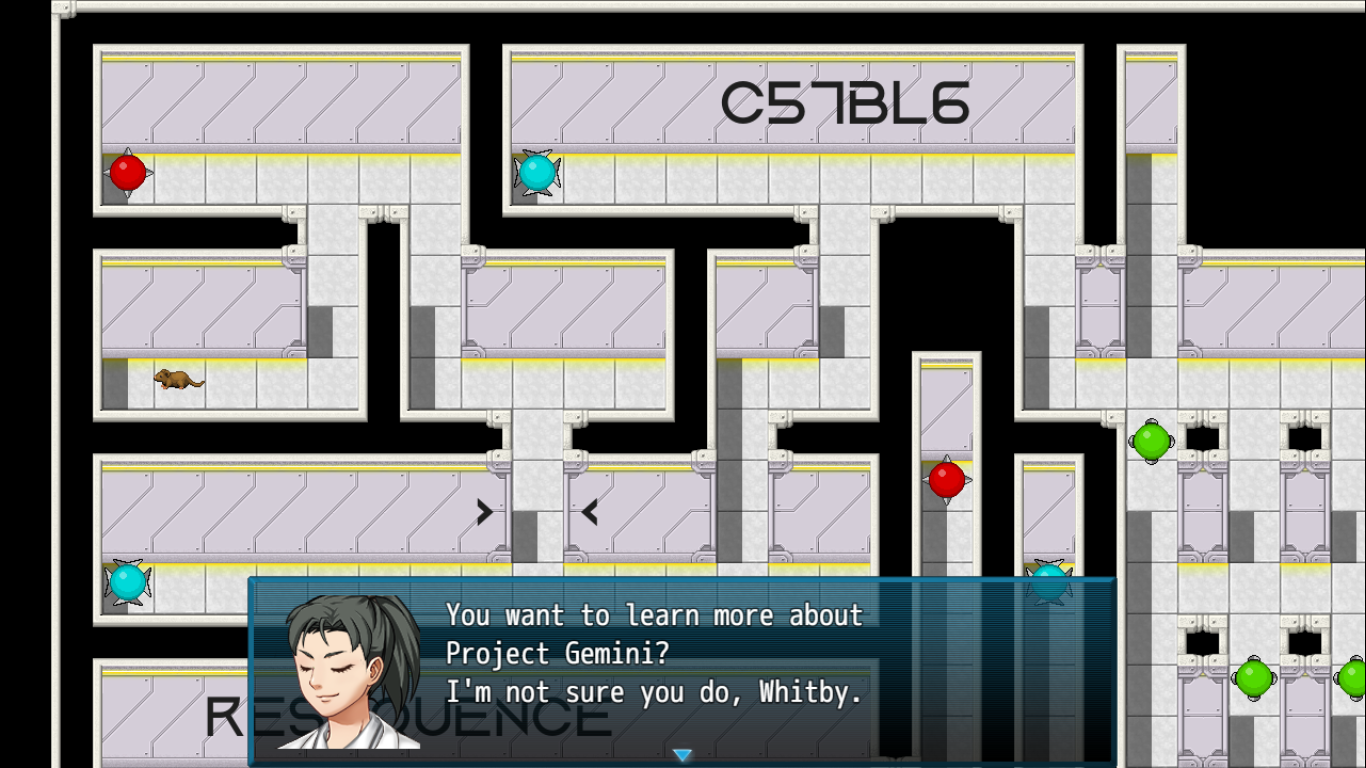 C57BL6
> <
You want to learn more about
Project Gemini?
I'm not sure you do, Whitby.